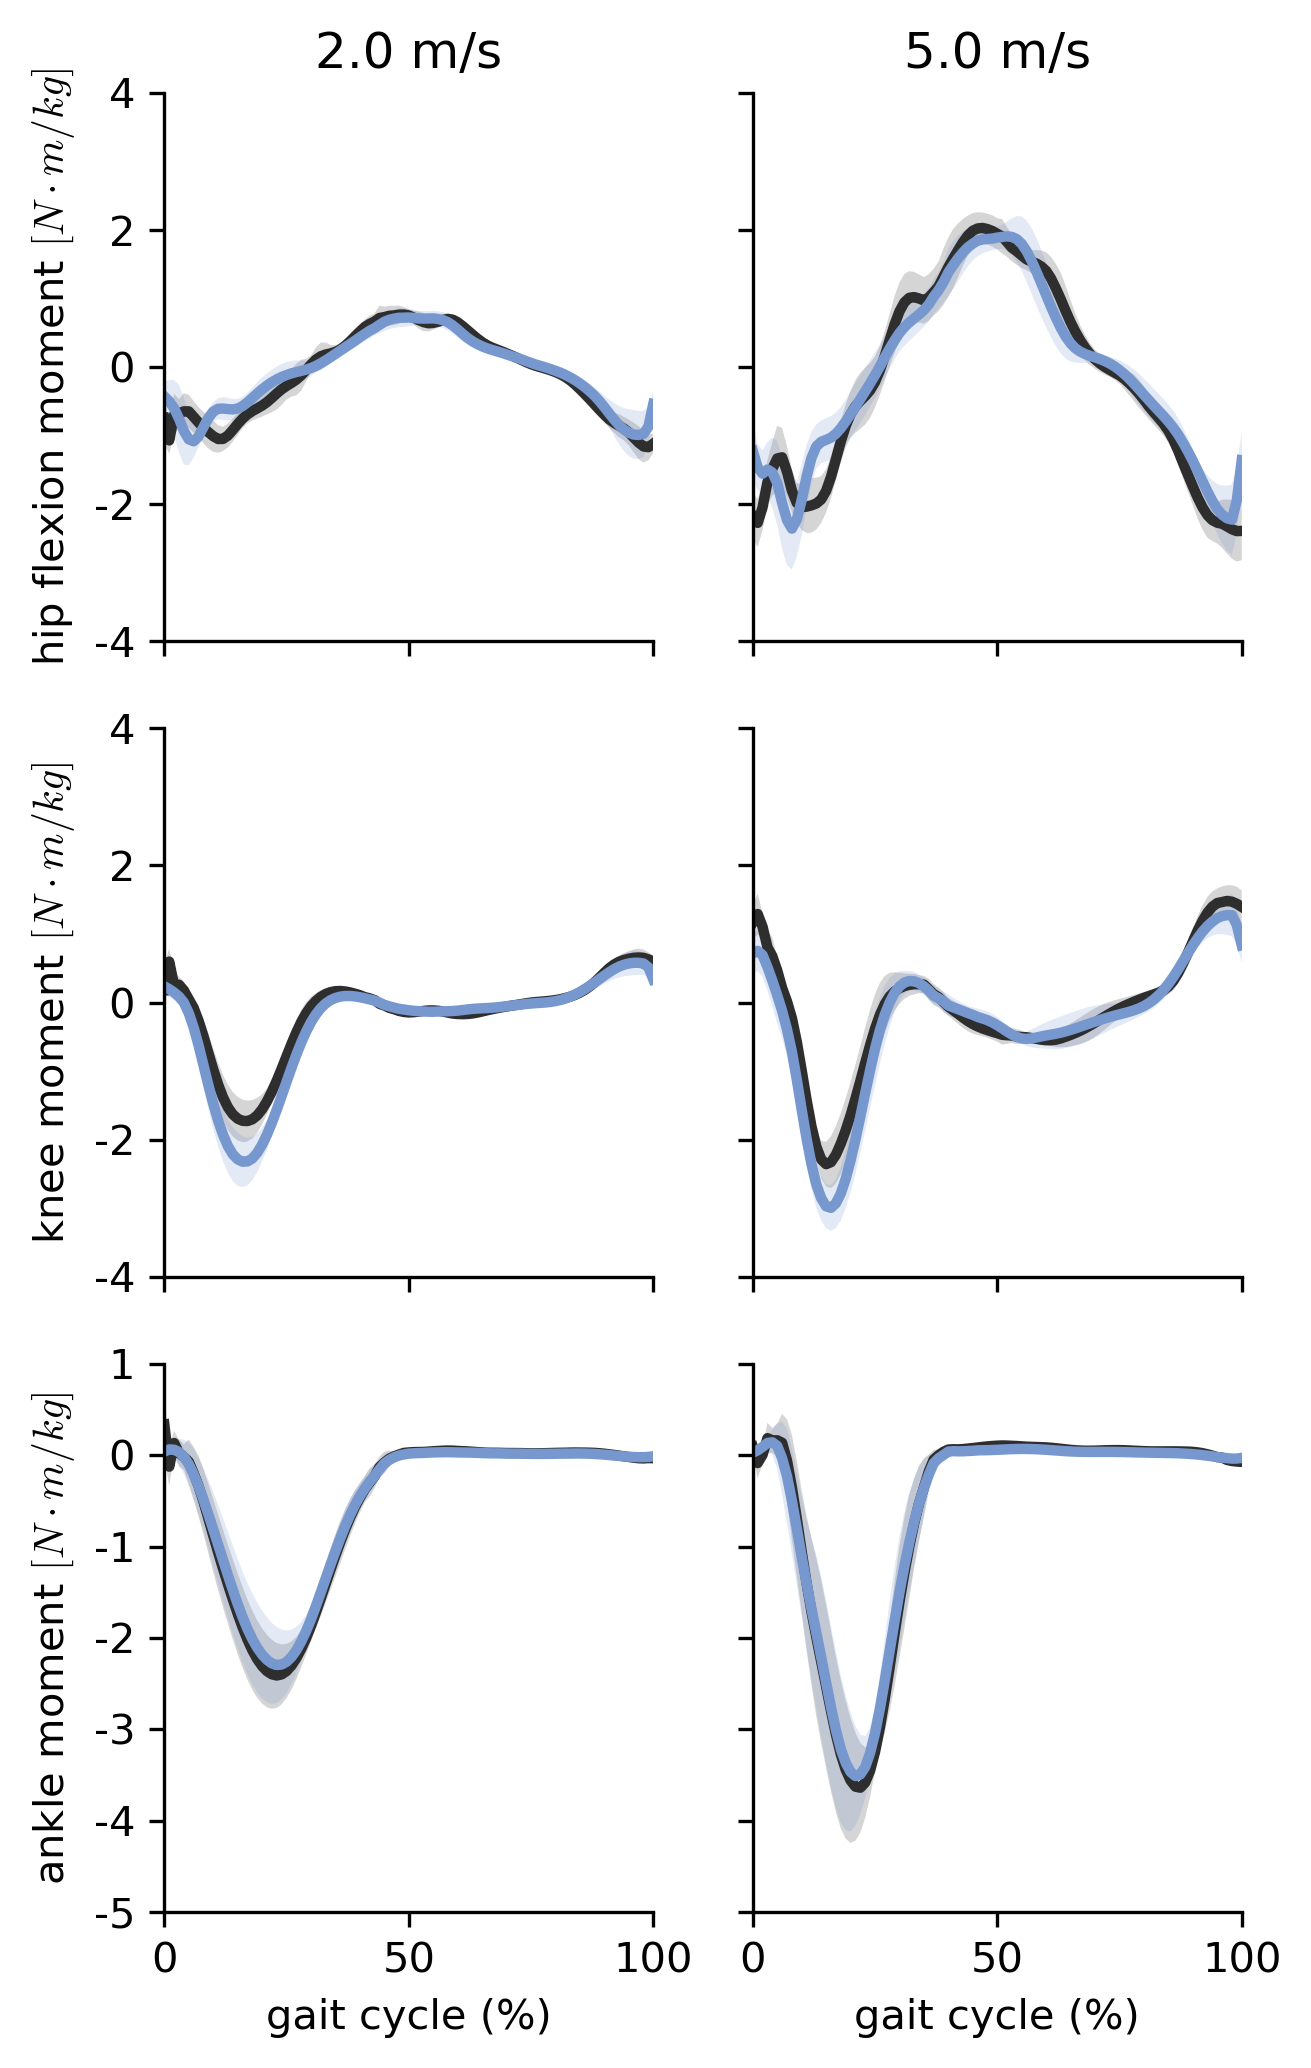 2.0 m/s
5.0 m/s
hip flexion moment [N · m/kg]
4
2
0
-2
-4
knee moment [N · m/kg]
4
2
0
-2
-4
ankle moment [N · m/kg]
1
0
-1
-2
-3
-4
-5
0 50 100
0 50 100
gait cycle (%)
gait cycle (%)